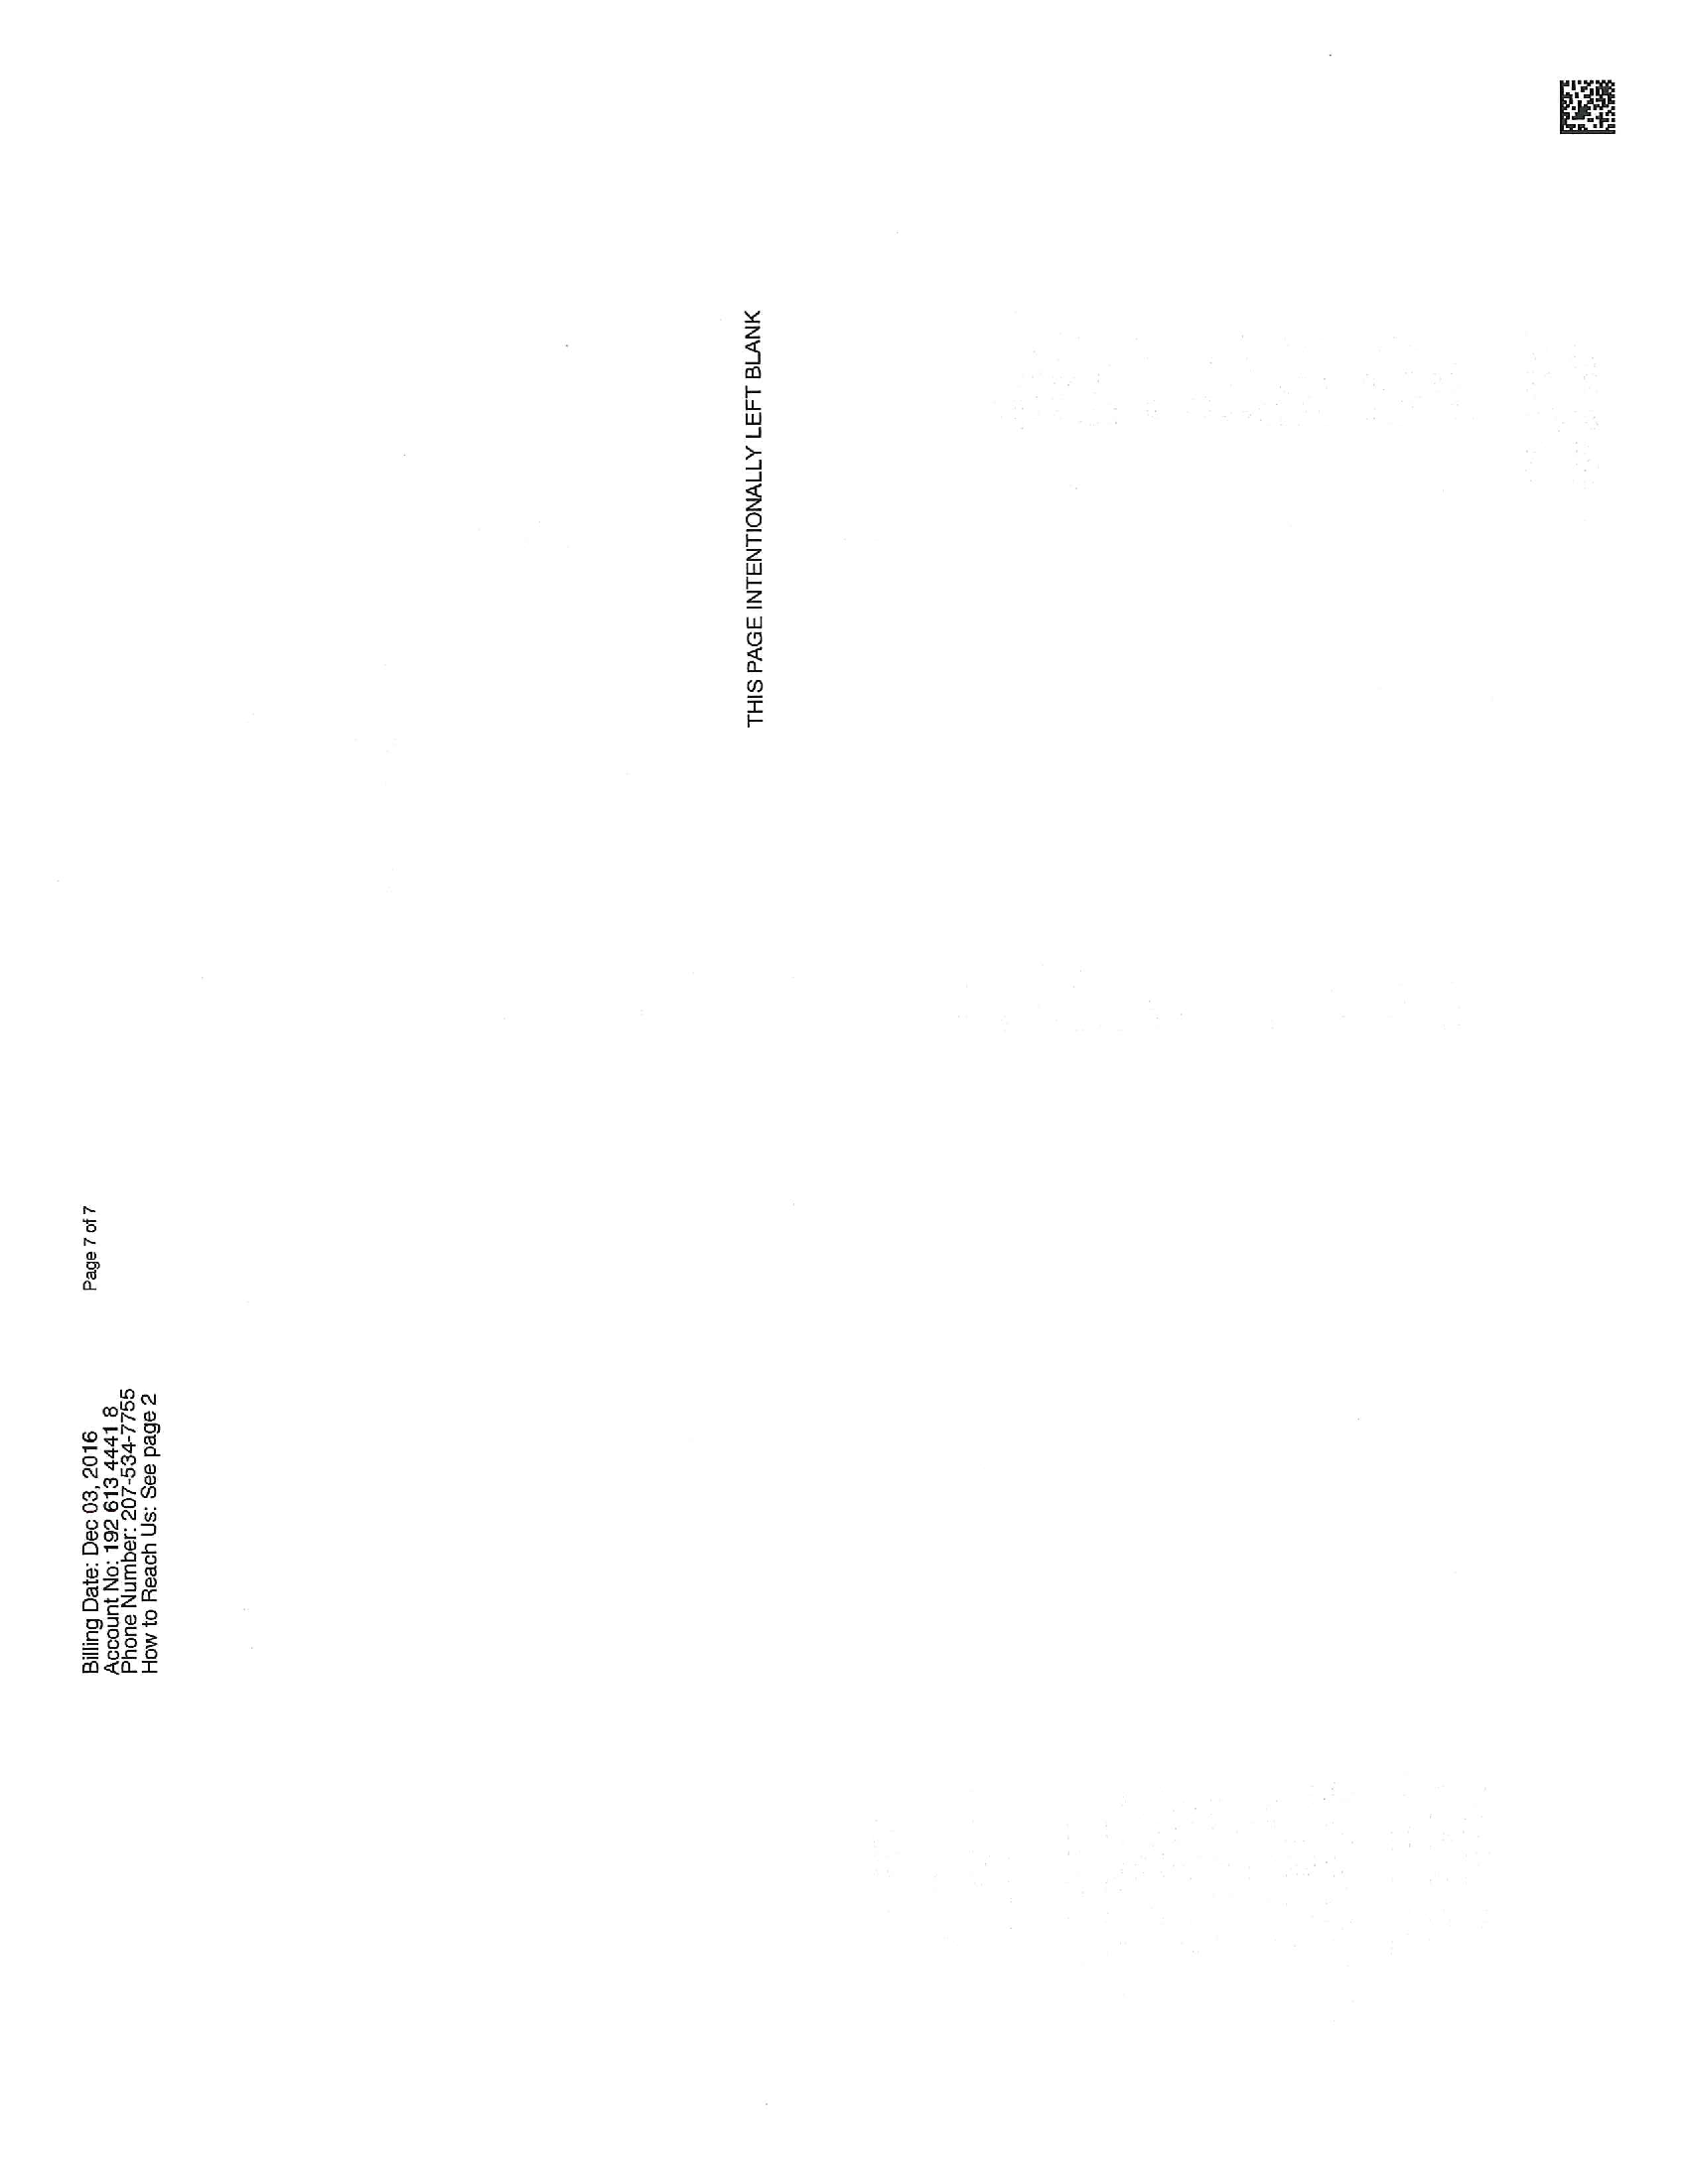 Billing Date: Dec 03, 2016
Page 7 of 7
Account No: 192 613 4441 8
Phone Number: 207-534-7755
How to Reach Us: See page 2
THIS PAGE INTENTIONALLY LEFT BLANK